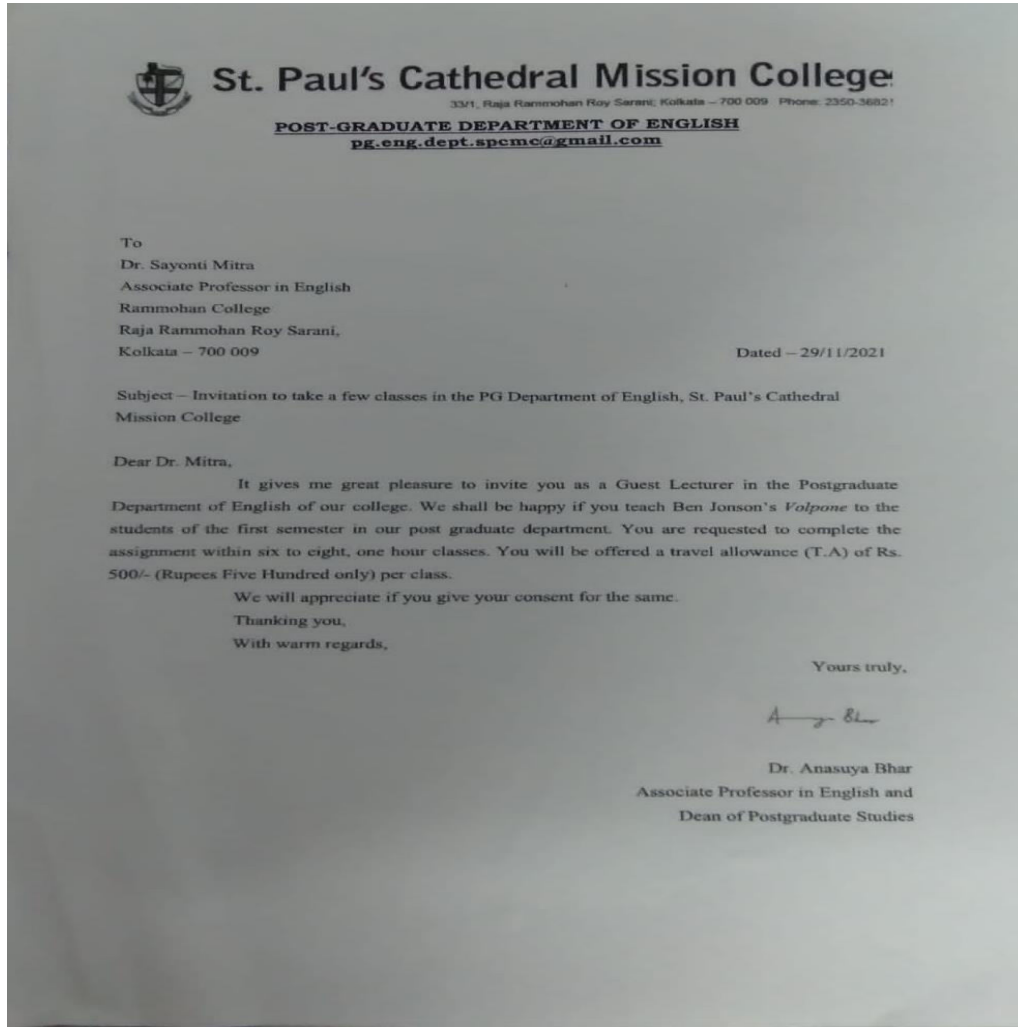 St. Paul's Cathedral Mission College
33/1, Raja Rammohan Roy Sarani, Kolkata – 700 009 Phone: 2350-3682
POST-GRADUATE DEPARTMENT OF ENGLISH
pg.eng.dept.spcmc@gmail.com
To
Dr. Sayonti Mitra
Associate Professor in English
Rammohan College
Raja Rammohan Roy Sarani,
Kolkata – 700 009 Dated – 29/11/2021
Subject – Invitation to take a few classes in the PG Department of English, St. Paul's Cathedral
Mission College
Dear Dr. Mitra,
It gives me great pleasure to invite you as a Guest Lecturer in the Postgraduate
Department of English of our college. We shall be happy if you teach Ben Jonson's Volpone to the
students of the first semester in our post graduate department. You are requested to complete the
assignment within six to eight, one hour classes. You will be offered a travel allowance (T.A) of Rs.
500/- (Rupees Five Hundred only) per class.
We will appreciate if you give your consent for the same.
Thanking you,
With warm regards,
Yours truly,
Dr. Anasuya Bhar
Associate Professor in English and
Dean of Postgraduate Studies